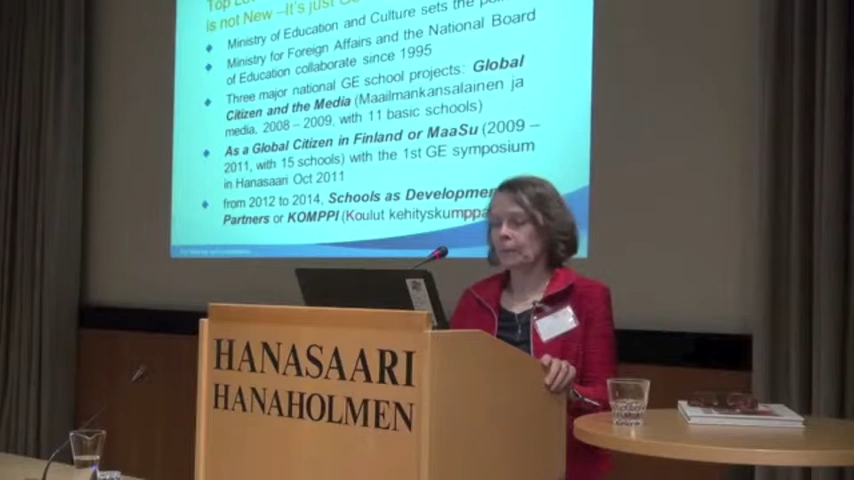 Top Le
is not New –It's just
Ministry of Education and Culture sets the
Ministry for Foreign Affairs and the National Board
of Education collaborate since 1995
Three major national GE school projects: Global
Citizen and the Media (Maailmankansalainen ja
media, 2008 – 2009, with 11 basic schools)
As a Global Citizen in Finland or MaaSu (2009 –
2011, with 15 schools) with the 1st GE symposium
in Hanasaari Oct 2011
from 2012 to 2014, Schools as Developmen
Partners or KOMPPI (Koulut kehityskumppa
HANASAARI
HANAHOLMEN